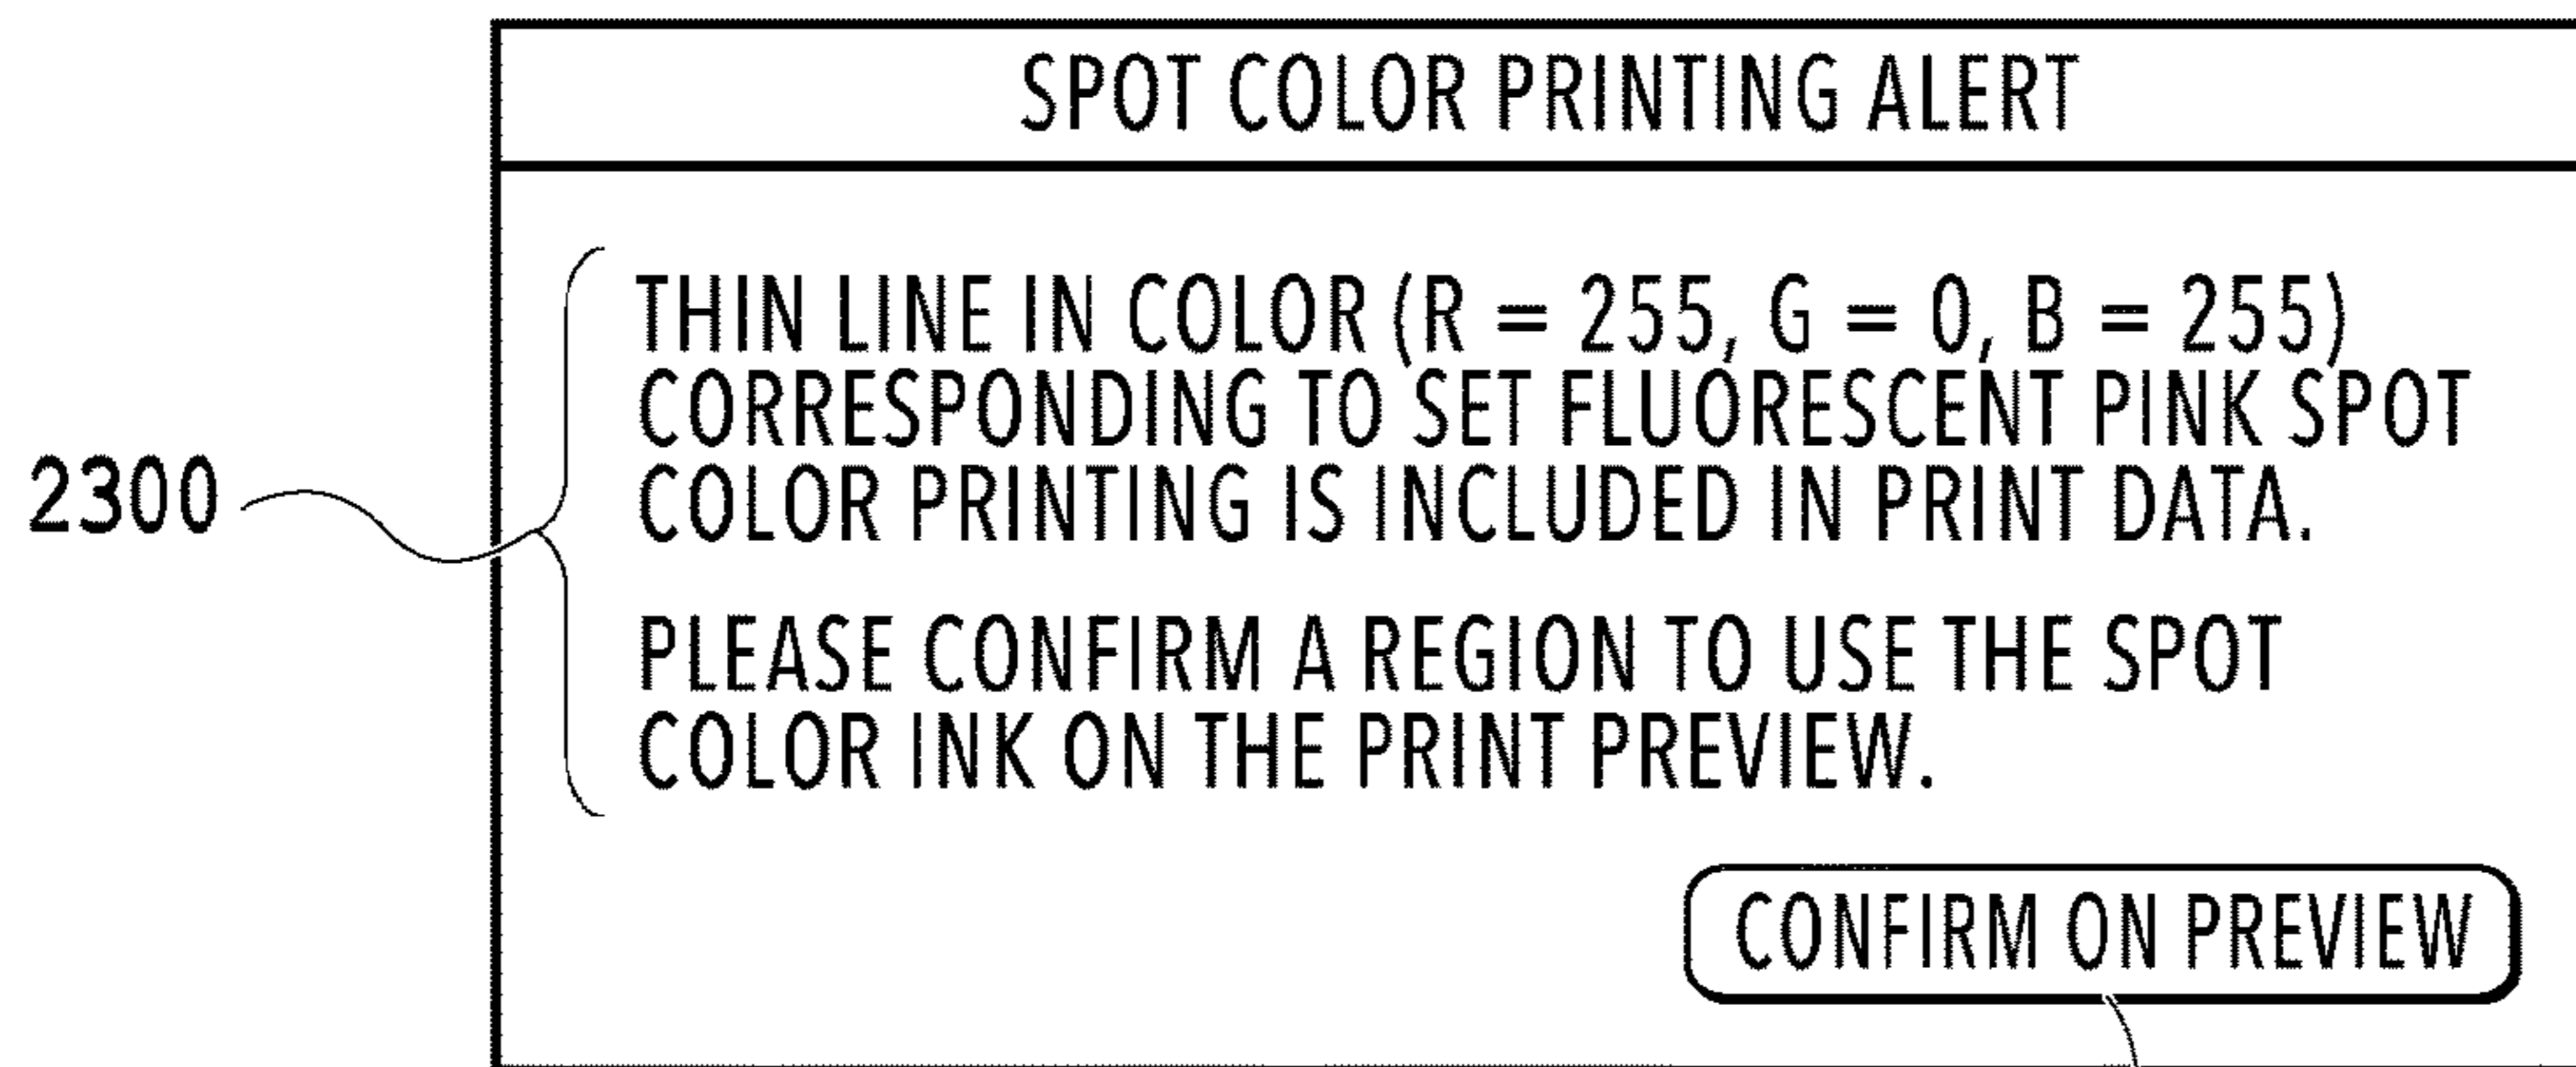 SPOT COLOR PRINTING ALERT
THIN LINE IN COLOR (R = 255, G = 0, B = 255)
CORRESPONDING TO SET FLUORESCENT PINK SPOT
2300
COLOR PRINTING IS INCLUDED IN PRINT DATA.
PLEASE CONFIRM A REGION TO USE THE SPOT
COLOR INK ON THE PRINT PREVIEW.
CONFIRM ON PREVIEW